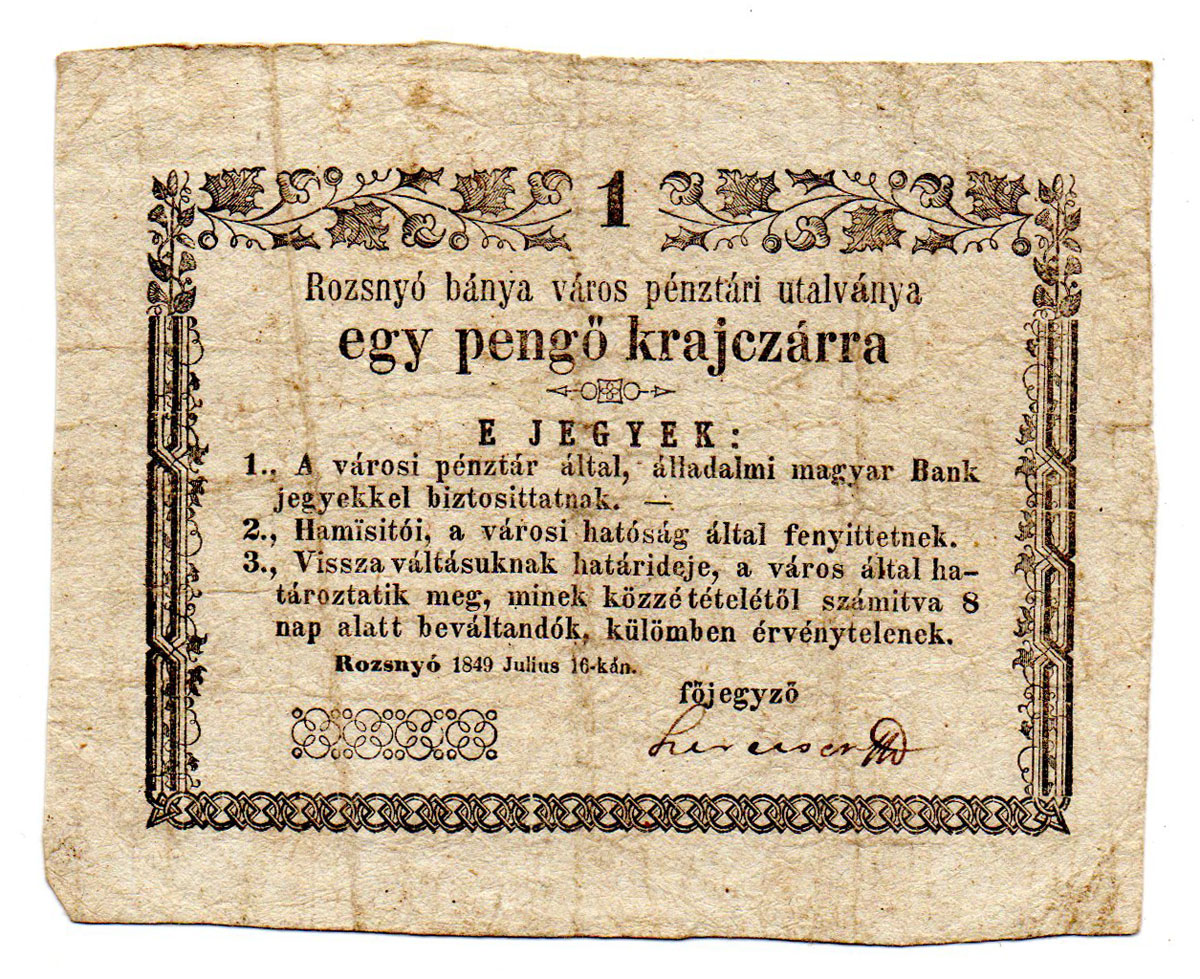 1
Rozsnyó bánya város pénztári utalványa
egy pengő krajczárra
E JEGYEK:
1., A városi pénztár által, álladalmi magyar Bank
jegyekkel biztosittatnak. —
2., Hamïsitói, a városi hatóság által fenyittetnek.
3., Vissza váltásuknak határideje, a város által ha-
tároztatik meg, minek közzé tételétől számitva 8
nap alatt beváltandók, külömben érvénytelenek.
Rozsnyó 1849 Julius 16-kán.
főjegyző